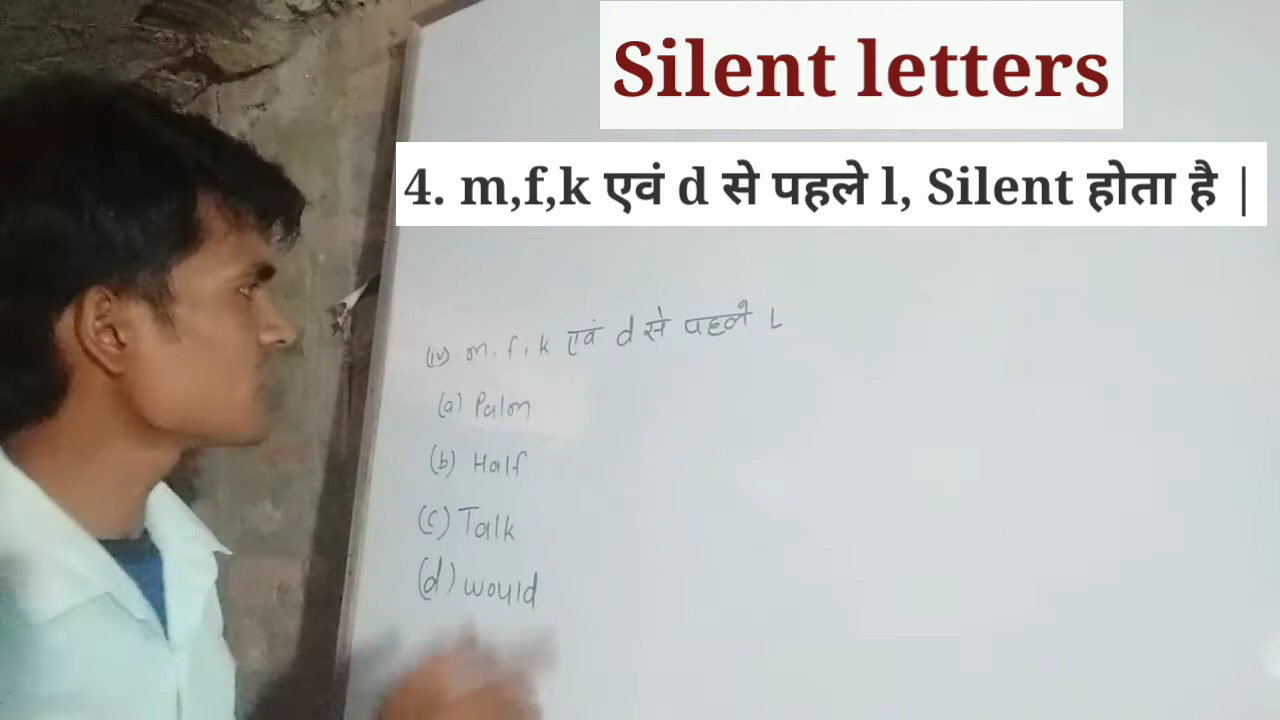 Silent letters
4. m,f,k एवं d से पहले l, Silent होता है |
(iv) m, f, k एवं d से पहले L
(a) Palm
(b) Half
(c) Talk
(d) would